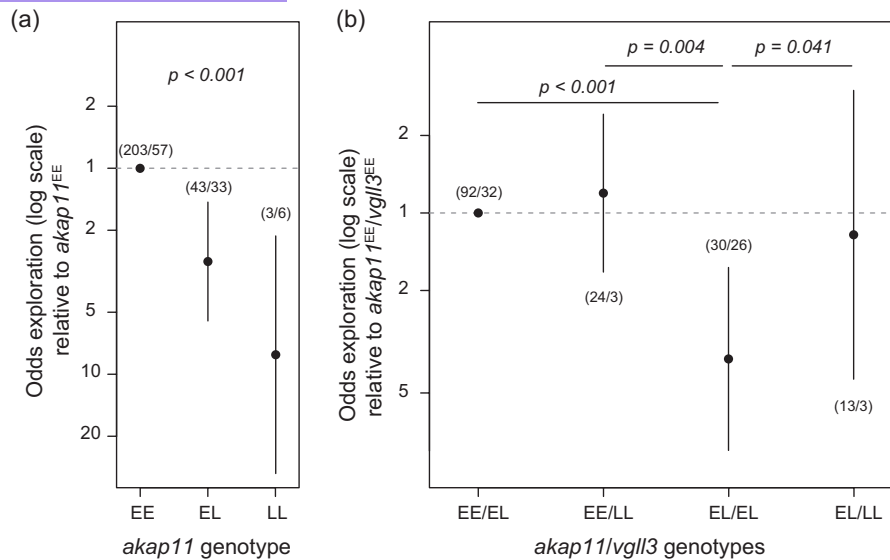 (a)
Odds exploration (log scale)
relative to akap11EE
2
1
2
5
10
20
p < 0.001
(203/57)
(43/33)
(3/6)
EE
EL
LL
akap11 genotype
(b)
Odds exploration (log scale)
relative to akap11EE/vgll3EE
2
1
2
5
p = 0.004
p = 0.041
p < 0.001
(92/32)
(24/3)
(30/26)
(13/3)
EE/EL
EE/LL
EL/EL
EL/LL
akap11/vgll3 genotypes